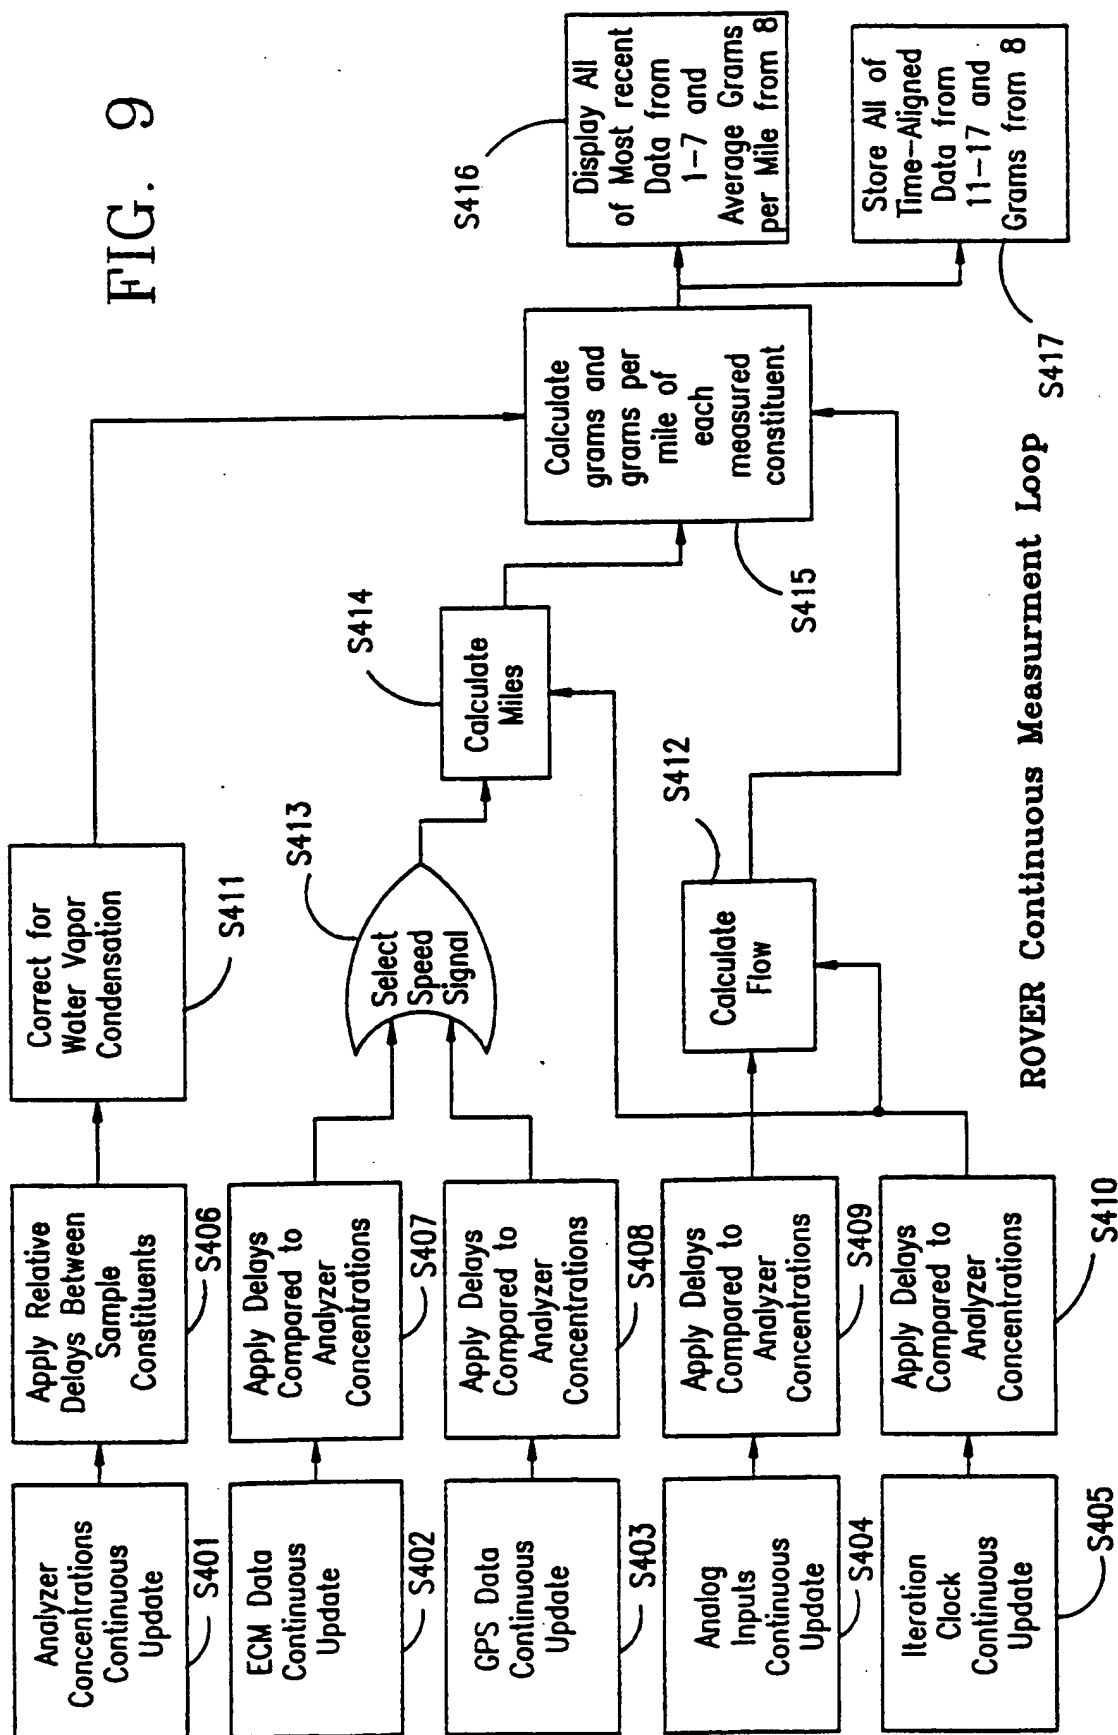 FIG. 9
Analyzer
Concentrations
Continuous
Update
S401
Apply Relative
Delays Between
Sample
Constituents
S406
Correct for
Water Vapor
Condensation
S411
ECM Data
Continuous
Update
S402
Apply Delays
Compared to
Analyzer
Concentrations
S407
GPS Data
Continuous
Update
S403
Apply Delays
Compared to
Analyzer
Concentrations
S408
Select
Speed
Signal
S413
Calculate
Miles
S414
Analog
Inputs
Continuous
Update
S404
Apply Delays
Compared to
Analyzer
Concentrations
S409
Calculate
Flow
S412
Iteration
Clock
Continuous
Update
S405
Apply Delays
Compared to
Analyzer
Concentrations
S410
Calculate
grams and
grams per
mile of
each
measured
constituent
S415
Display All
of Most recent
Data from
1-7 and
Average Grams
per Mile from 8
S416
Store All of
Time-Aligned
Data from
11-17 and
Grams from 8
S417
ROVER Continuous Measurment Loop